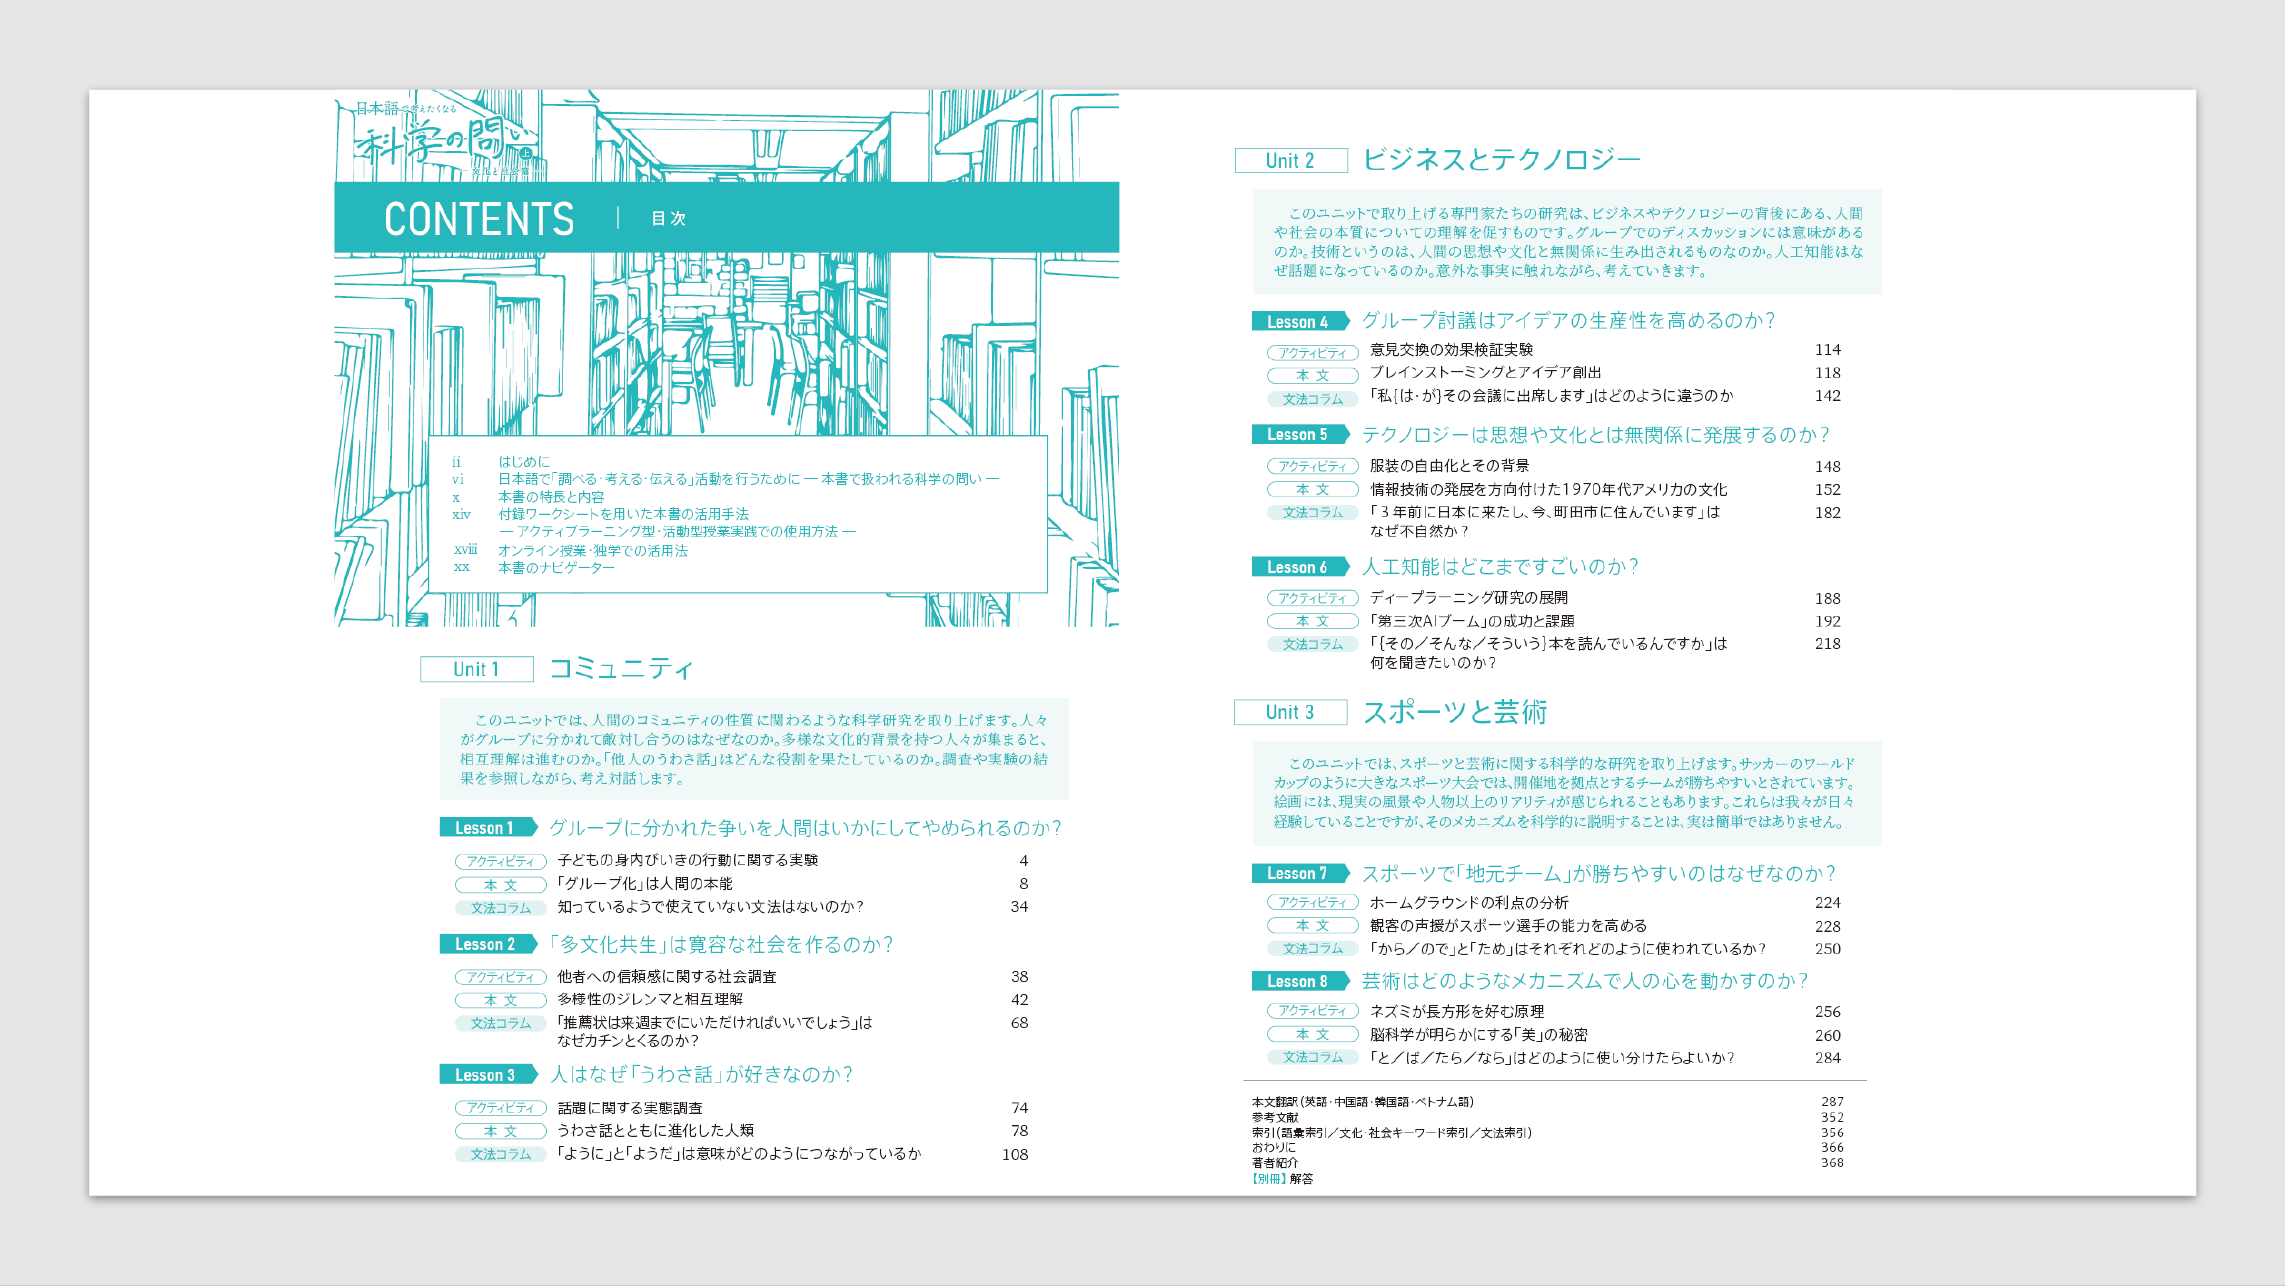 日本語で考えたくなる
科学の問い 上
― 文化と社会篇 ―
CONTENTS | 目次
ii はじめに
vi 日本語で「調べる・考える・伝える」活動を行うために ― 本書で扱われる科学の問い ―
x 本書の特長と内容
xiv 付録ワークシートを用いた本書の活用手法
― アクティブラーニング型・活動型授業実践での使用方法 ―
xviii オンライン授業・独学での活用法
xx 本書のナビゲーター
Unit 1 コミュニティ
このユニットでは、人間のコミュニティの性質に関わるような科学研究を取り上げます。人々
がグループに分かれて敵対し合うのはなぜなのか。多様な文化的背景を持つ人々が集まると、
相互理解は進むのか。「他人のうわさ話」はどんな役割を果たしているのか。調査や実験の結
果を参照しながら、考え対話します。
Lesson 1 グループに分かれた争いを人間はいかにしてやめられるのか？
アクティビティ 子どもの身内びいきの行動に関する実験 4
本 文 「グループ化」は人間の本能 8
文法コラム 知っているようで使えていない文法はないのか？ 34
Lesson 2 「多文化共生」は寛容な社会を作るのか？
アクティビティ 他者への信頼感に関する社会調査 38
本 文 多様性のジレンマと相互理解 42
文法コラム 「推薦状は来週までにいただければいいでしょう」は 68
なぜカチンとくるのか？
Lesson 3 人はなぜ「うわさ話」が好きなのか？
アクティビティ 話題に関する実態調査 74
本 文 うわさ話とともに進化した人類 78
文法コラム 「ように」と「ようだ」は意味がどのようにつながっているか 108
Unit 2 ビジネスとテクノロジー
このユニットで取り上げる専門家たちの研究は、ビジネスやテクノロジーの背後にある、人間
や社会の本質についての理解を促すものです。グループでのディスカッションには意味がある
のか。技術というのは、人間の思想や文化と無関係に生み出されるものなのか。人工知能はな
ぜ話題になっているのか。意外な事実に触れながら、考えていきます。
Lesson 4 グループ討議はアイデアの生産性を高めるのか？
アクティビティ 意見交換の効果検証実験 114
本 文 ブレインストーミングとアイデア創出 118
文法コラム 「私{は・が}その会議に出席します」はどのように違うのか 142
Lesson 5 テクノロジーは思想や文化とは無関係に発展するのか？
アクティビティ 服装の自由化とその背景 148
本 文 情報技術の発展を方向付けた1970年代アメリカの文化 152
文法コラム 「３年前に日本に来たし、今、町田市に住んでいます」は 182
なぜ不自然か？
Lesson 6 人工知能はどこまですごいのか？
アクティビティ ディープラーニング研究の展開 188
本 文 「第三次AIブーム」の成功と課題 192
文法コラム 「{その／そんな／そういう}本を読んでいるんですか」は 218
何を聞きたいのか？
Unit 3 スポーツと芸術
このユニットでは、スポーツと芸術に関する科学的な研究を取り上げます。サッカーのワールド
カップのように大きなスポーツ大会では、開催地を拠点とするチームが勝ちやすいとされています。
絵画には、現実の風景や人物以上のリアリティが感じられることもあります。これらは我々が日々
経験していることですが、そのメカニズムを科学的に説明することは、実は簡単ではありません。
Lesson 7 スポーツで「地元チーム」が勝ちやすいのはなぜなのか？
アクティビティ ホームグラウンドの利点の分析 224
本 文 観客の声援がスポーツ選手の能力を高める 228
文法コラム 「から／ので」と「ため」はそれぞれどのように使われているか？ 250
Lesson 8 芸術はどのようなメカニズムで人の心を動かすのか？
アクティビティ ネズミが長方形を好む原理 256
本 文 脳科学が明らかにする「美」の秘密 260
文法コラム 「と／ば／たら／なら」はどのように使い分けたらよいか？ 284
本文翻訳（英語・中国語・韓国語・ベトナム語） 287
参考文献 352
索引（語彙索引／文化・社会キーワード索引／文法索引） 356
おわりに 366
著者紹介 368
【別冊】解答